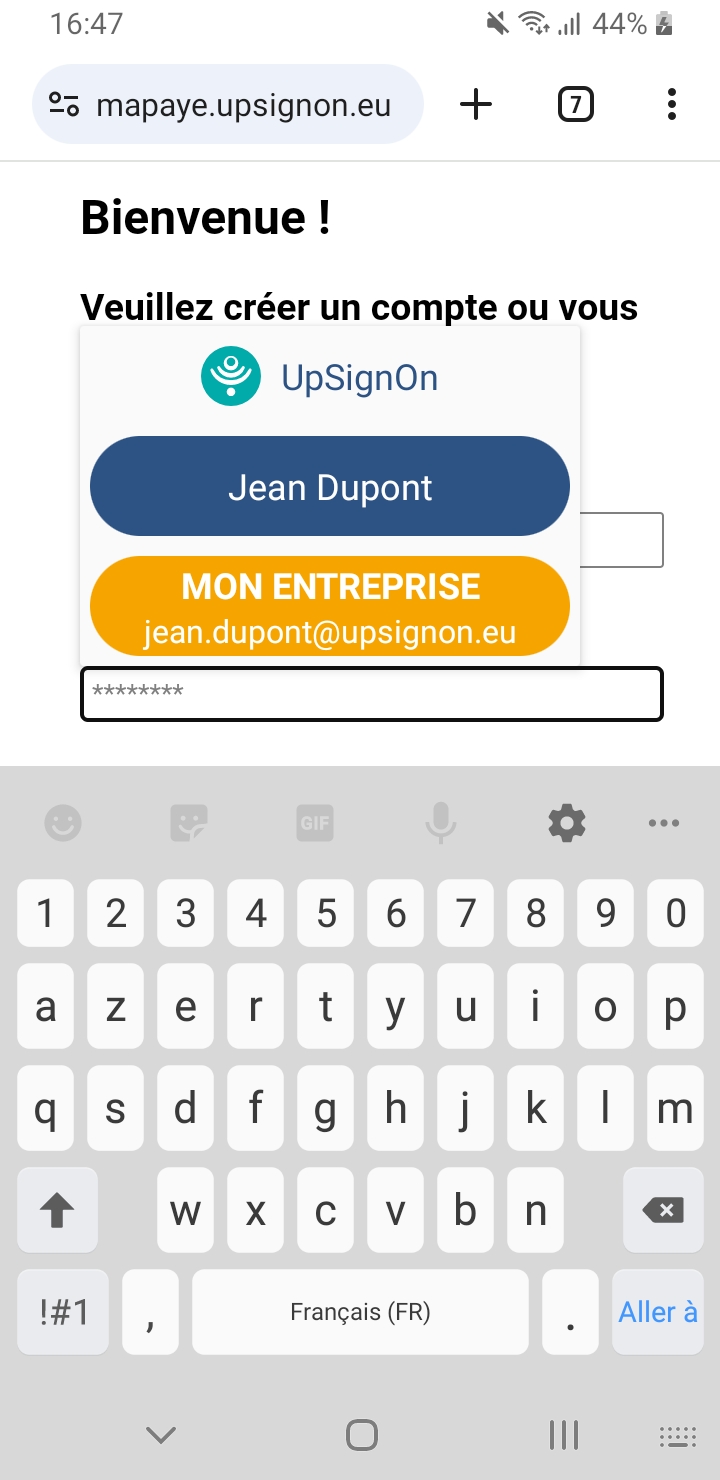 16:47
44%
mapaye.upsignon.eu
7
Bienvenue !
Veuillez créer un compte ou vous
UpSignOn
Jean Dupont
MON ENTREPRISE
jean.dupont@upsignon.eu
********
GIF
1 2 3 4 5 6 7 8 9 0
a z e r t y u i o p
q s d f g h j k l m
w x c v b n
!#1 , Français (FR) . Aller à